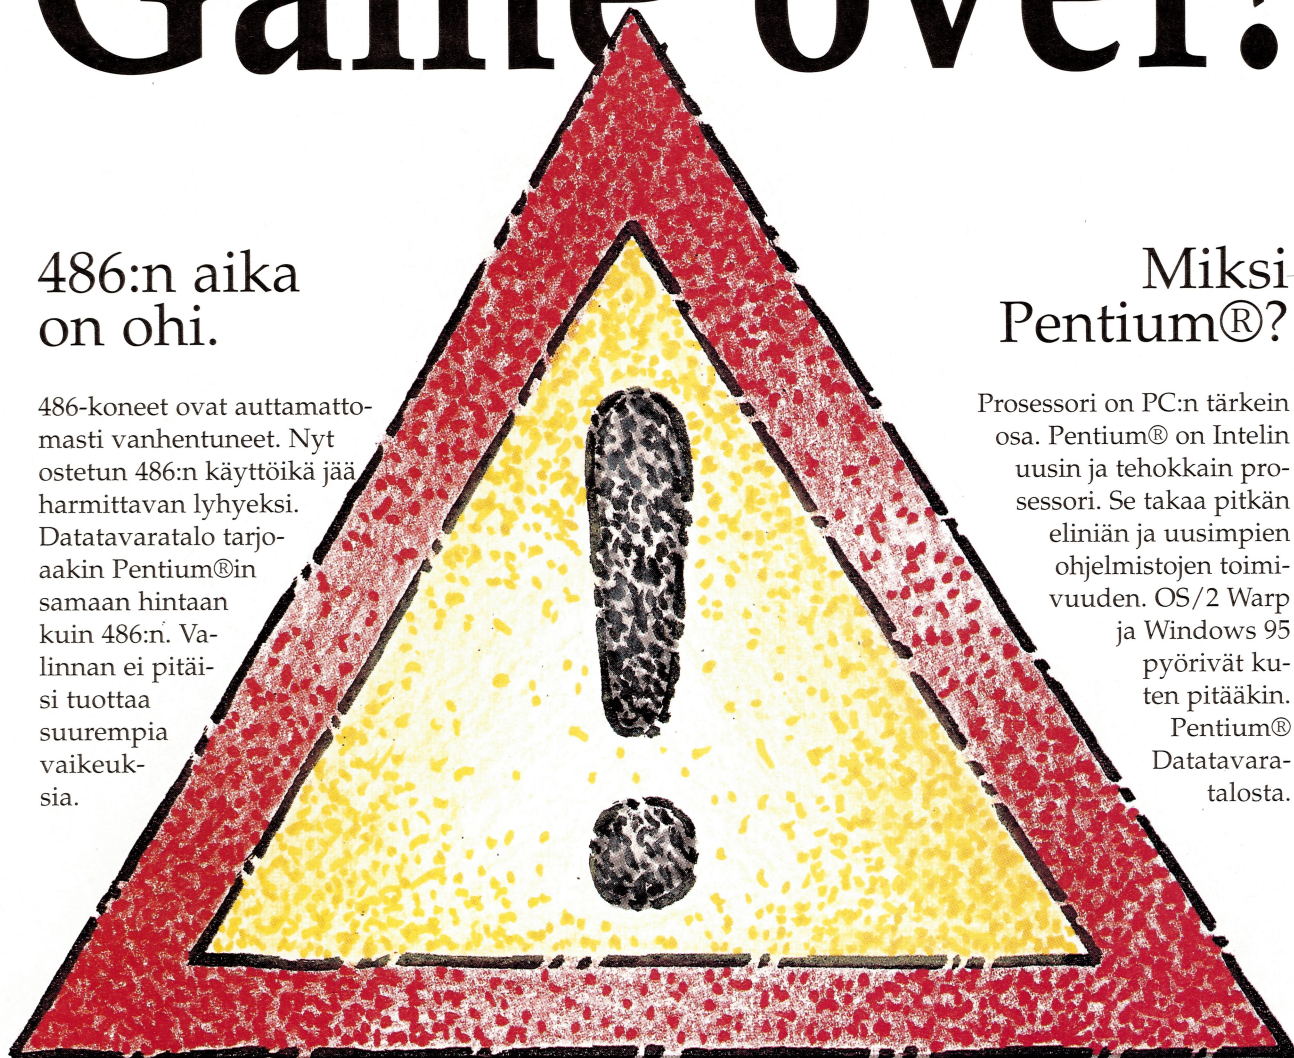 Game over?
486:n aika
on ohi.
486-koneet ovat auttamatto-
masti vanhentuneet. Nyt
ostetun 486:n käyttöikä jää
harmittavan lyhyeksi.
Datatavaratalo tarjo-
aakin Pentium®in
samaan hintaan
kuin 486:n. Va-
linnan ei pitäi-
si tuottaa
suurempia
vaikeuk-
sia.
Miksi
Pentium®?
Prosessori on PC:n tärkein
osa. Pentium® on Intelin
uusin ja tehokkain pro-
sessori. Se takaa pitkän
eliniän ja uusimpien
ohjelmistojen toimi-
vuuden. OS/2 Warp
ja Windows 95
pyörivät ku-
ten pitääkin.
Pentium®
Datatavara-
talosta.